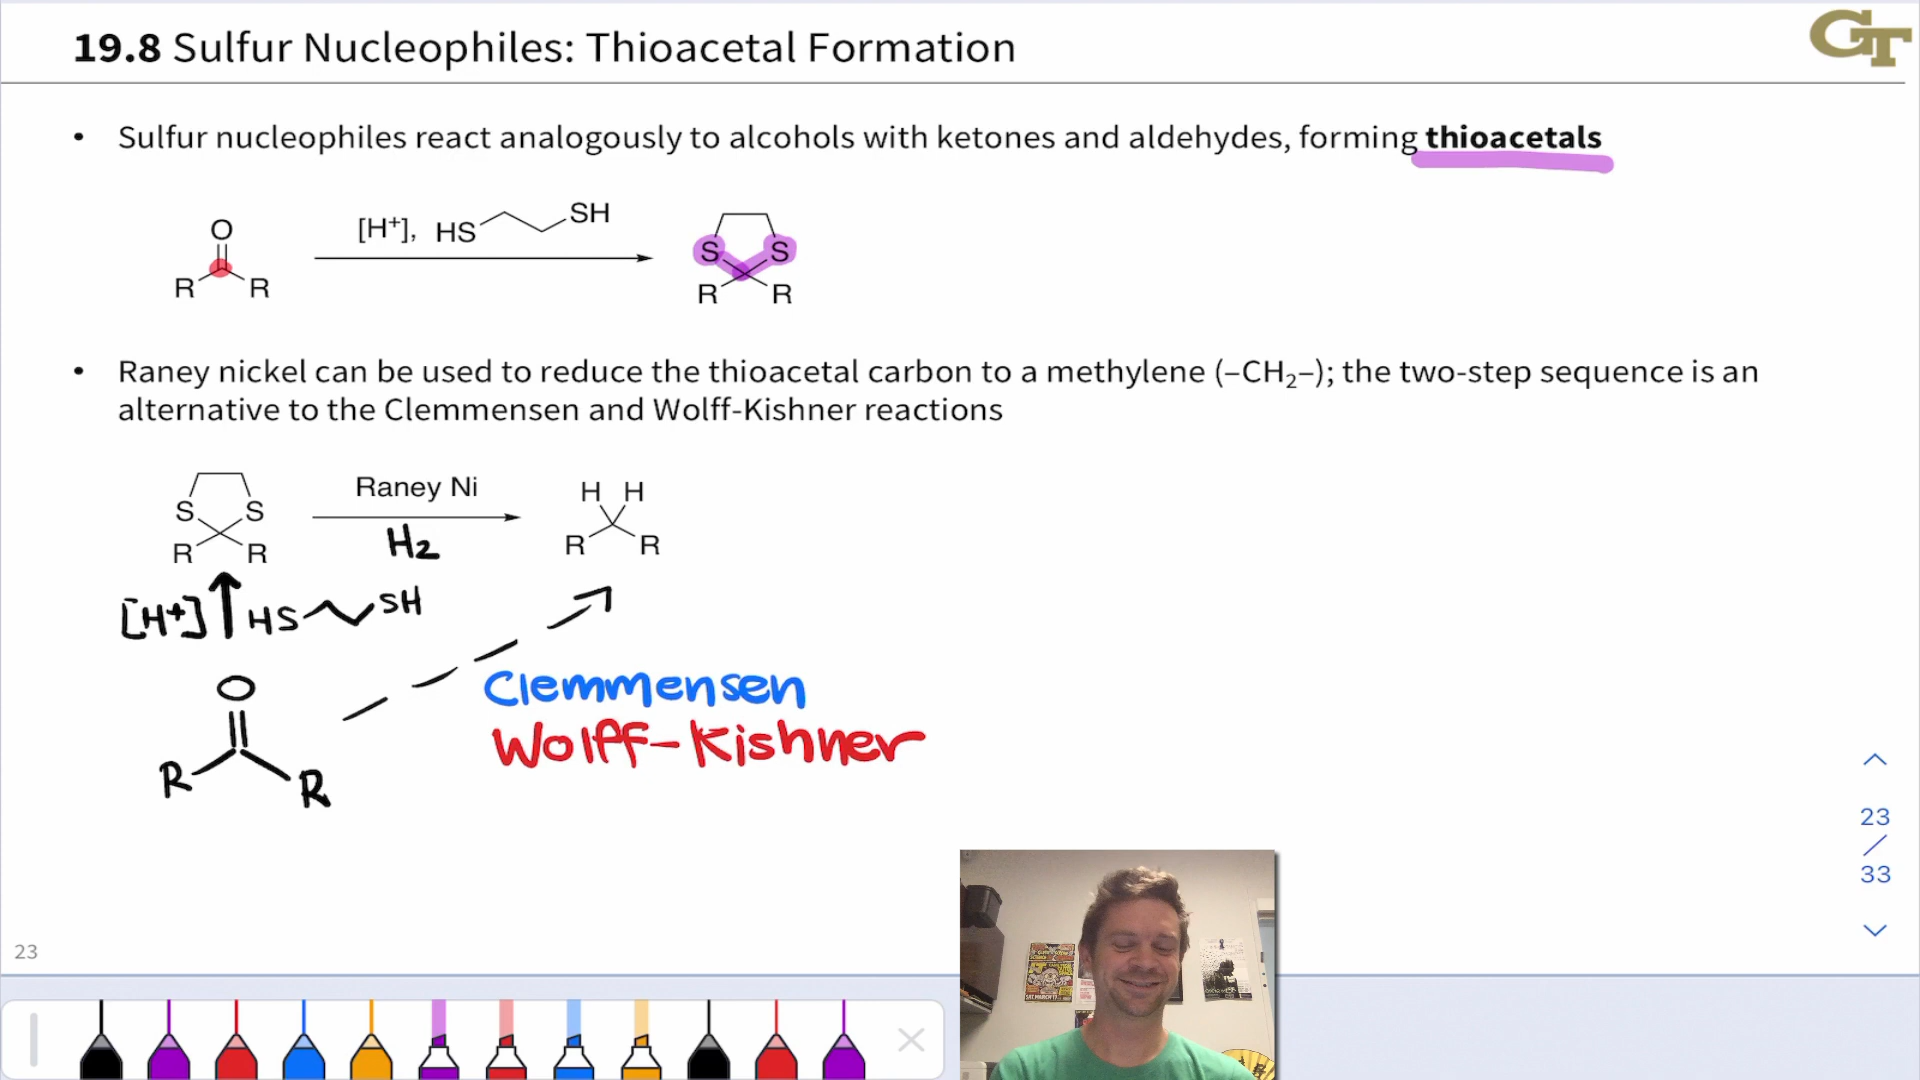 19.8 Sulfur Nucleophiles: Thioacetal Formation
GT
• Sulfur nucleophiles react analogously to alcohols with ketones and aldehydes, forming thioacetals
O
R R
[H⁺], HS SH
S S
R R
• Raney nickel can be used to reduce the thioacetal carbon to a methylene (–CH₂–); the two-step sequence is an
alternative to the Clemmensen and Wolff-Kishner reactions
S S
R R
Raney Ni
H₂
H H
R R
[H⁺] HS SH
O
R R
Clemmensen
Wolff-Kishner
23
/
33
23
SAT. MARCH 17